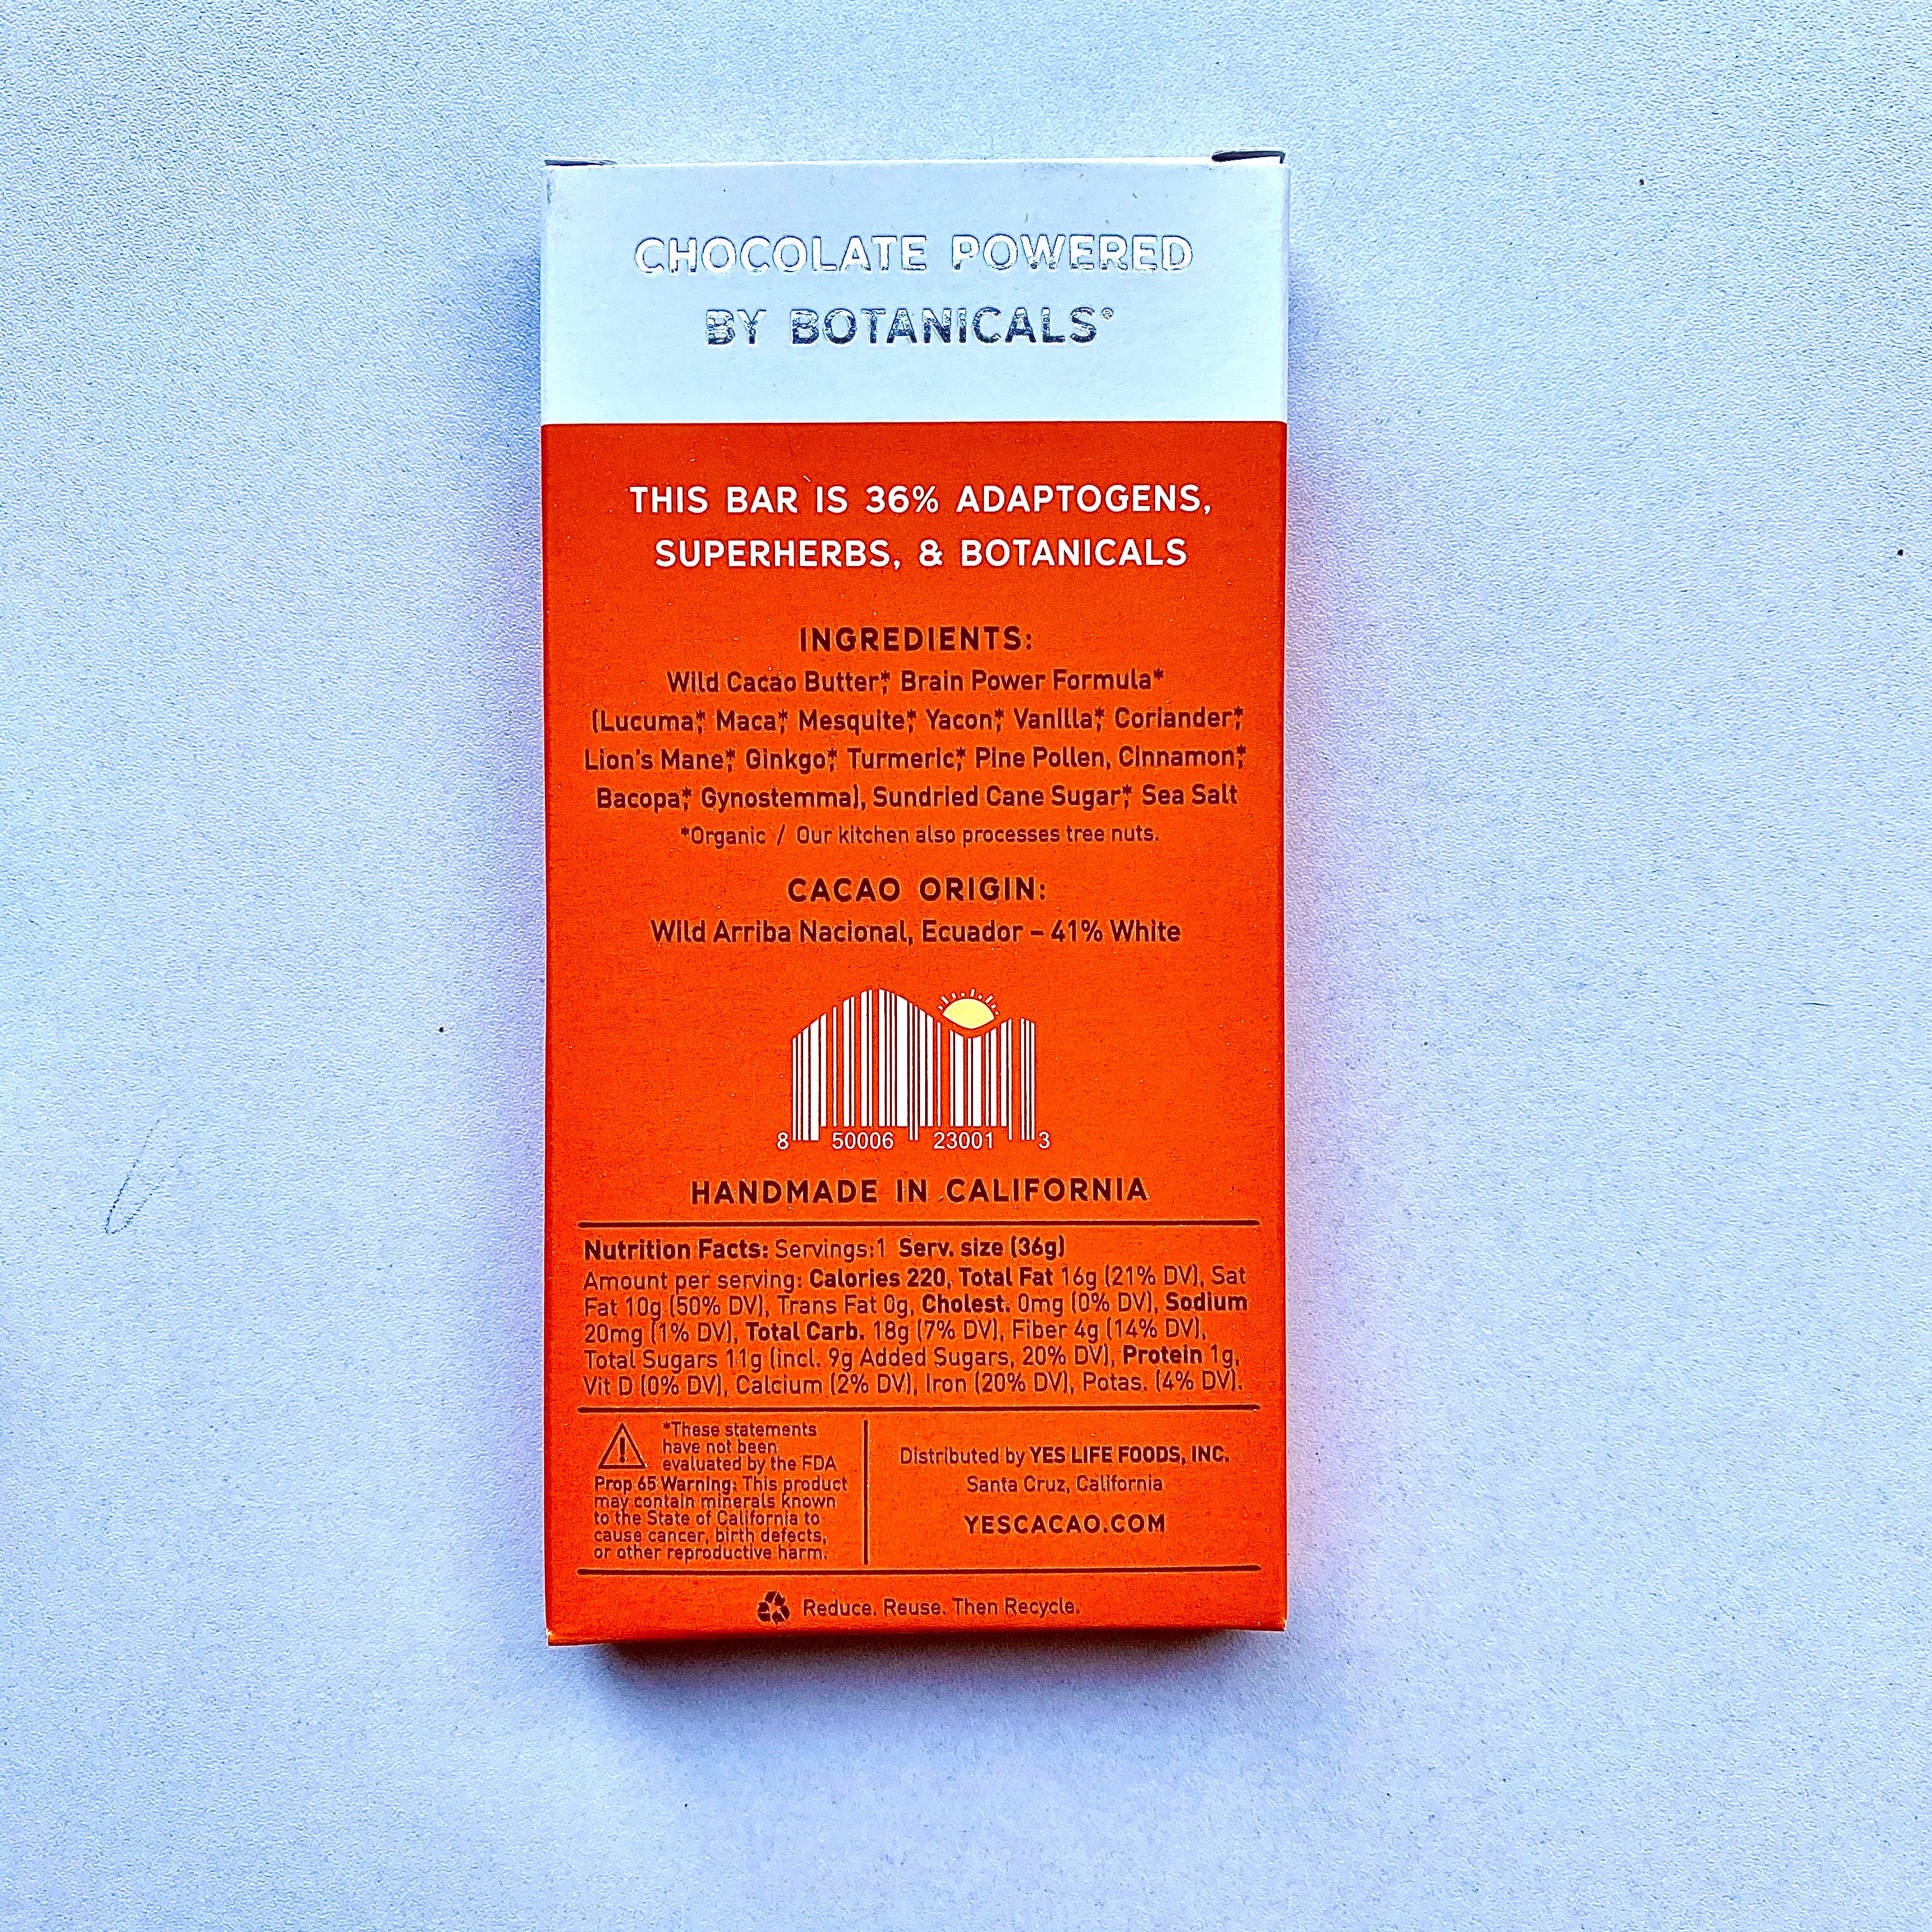 CHOCOLATE POWERED
BY BOTANICALS®
THIS BAR IS 36% ADAPTOGENS,
SUPERHERBS, & BOTANICALS
INGREDIENTS:
Wild Cacao Butter*, Brain Power Formula*
(Lucuma*, Maca*, Mesquite*, Yacon*, Vanilla*, Coriander*,
Lion's Mane*, Ginkgo*, Turmeric*, Pine Pollen, Cinnamon*,
Bacopa*, Gynostemma), Sundried Cane Sugar*, Sea Salt
*Organic / Our kitchen also processes tree nuts.
CACAO ORIGIN:
Wild Arriba Nacional, Ecuador – 41% White
8 50006 23001 3
HANDMADE IN CALIFORNIA
Nutrition Facts: Servings:1 Serv. size (36g)
Amount per serving: Calories 220, Total Fat 16g (21% DV), Sat
Fat 10g (50% DV), Trans Fat 0g, Cholest. 0mg (0% DV), Sodium
20mg (1% DV), Total Carb. 18g (7% DV), Fiber 4g (14% DV),
Total Sugars 11g (incl. 9g Added Sugars, 20% DV), Protein 1g,
Vit D (0% DV), Calcium (2% DV), Iron (20% DV), Potas. (4% DV).
*These statements
have not been
evaluated by the FDA
Prop 65 Warning: This product
may contain minerals known
to the State of California to
cause cancer, birth defects,
or other reproductive harm.
Distributed by YES LIFE FOODS, INC.
Santa Cruz, California
YESCACAO.COM
Reduce. Reuse. Then Recycle.